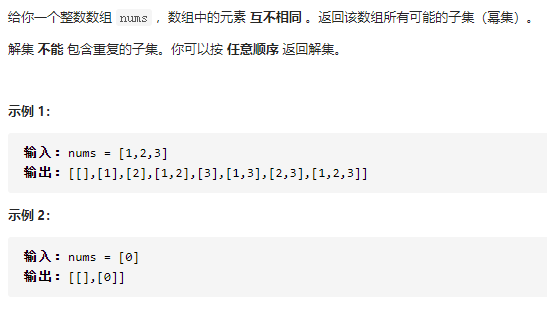 给你一个整数数组 nums ，数组中的元素 互不相同 。返回该数组所有可能的子集（幂集）。
解集 不能 包含重复的子集。你可以按 任意顺序 返回解集。
示例 1：
输入：nums = [1,2,3]
输出：[[],[1],[2],[1,2],[3],[1,3],[2,3],[1,2,3]]
示例 2：
输入：nums = [0]
输出：[[],[0]]